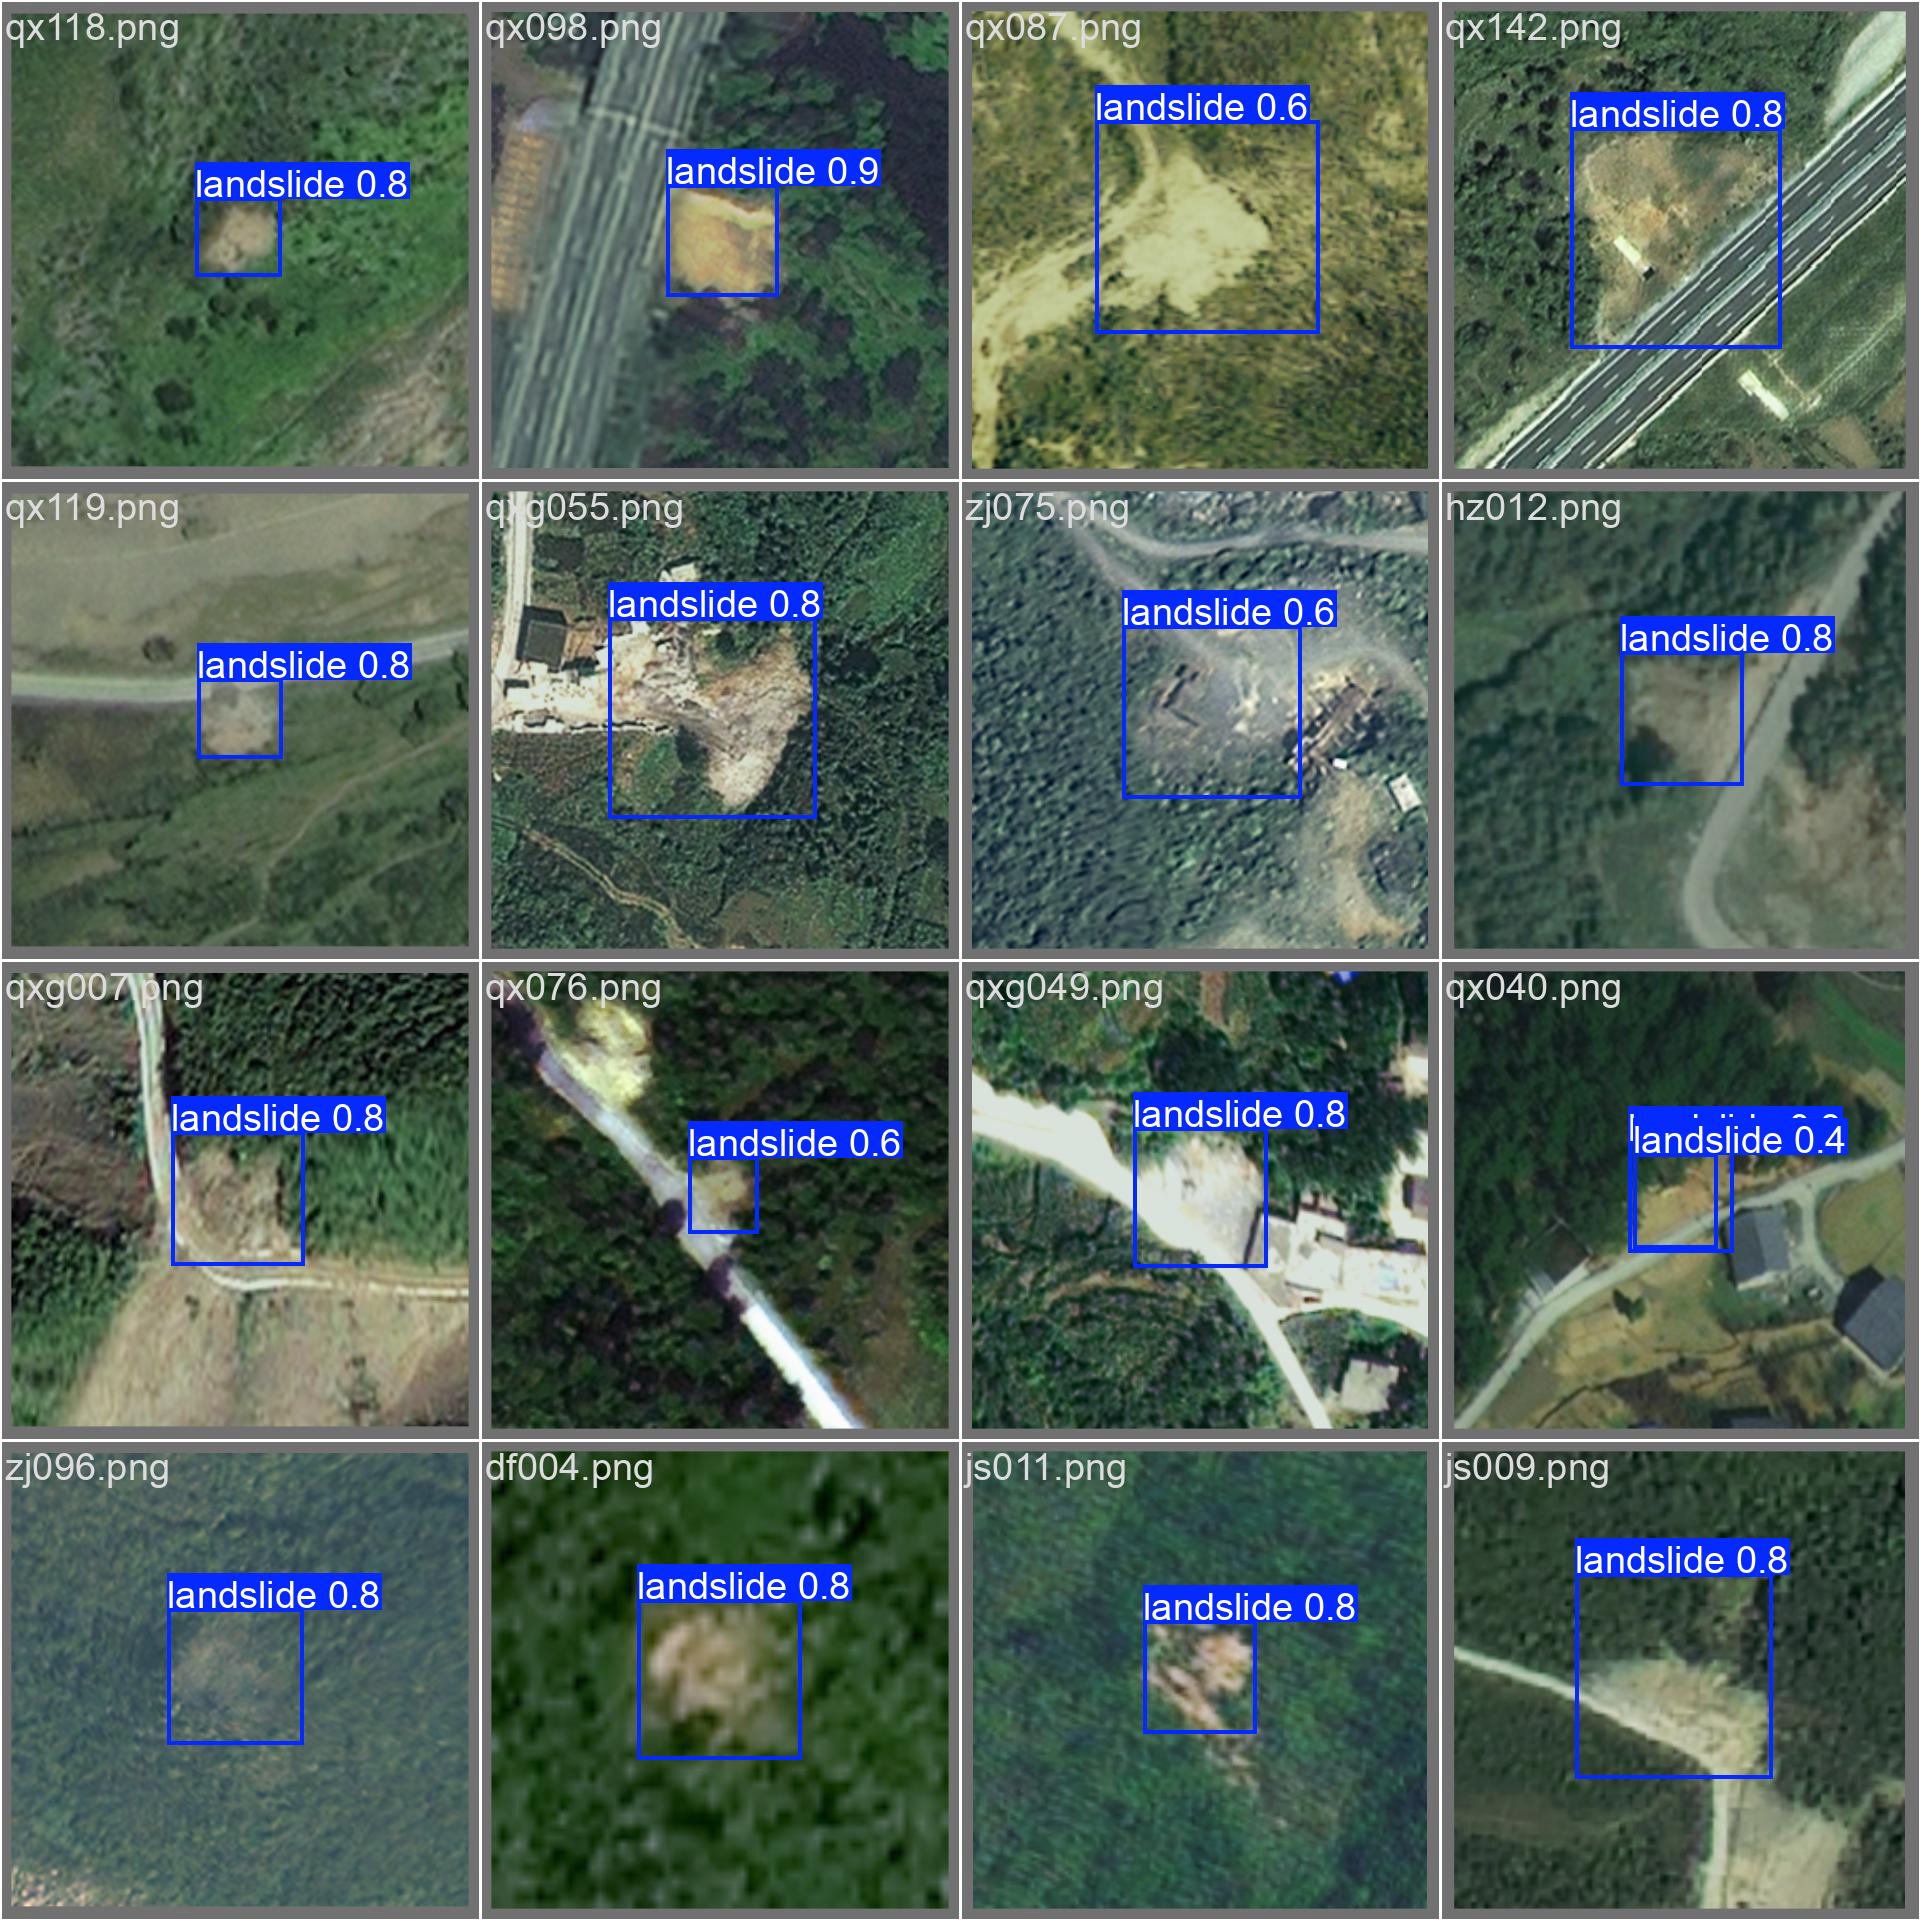 qx118.png
landslide 0.8
qx098.png
landslide 0.9
qx087.png
landslide 0.6
qx142.png
landslide 0.8
qx119.png
landslide 0.8
qxg055.png
landslide 0.8
zj075.png
landslide 0.6
hz012.png
landslide 0.8
qxg007.png
landslide 0.8
qx076.png
landslide 0.6
qxg049.png
landslide 0.8
qx040.png
landslide 0.4
zj096.png
landslide 0.8
df004.png
landslide 0.8
js011.png
landslide 0.8
js009.png
landslide 0.8